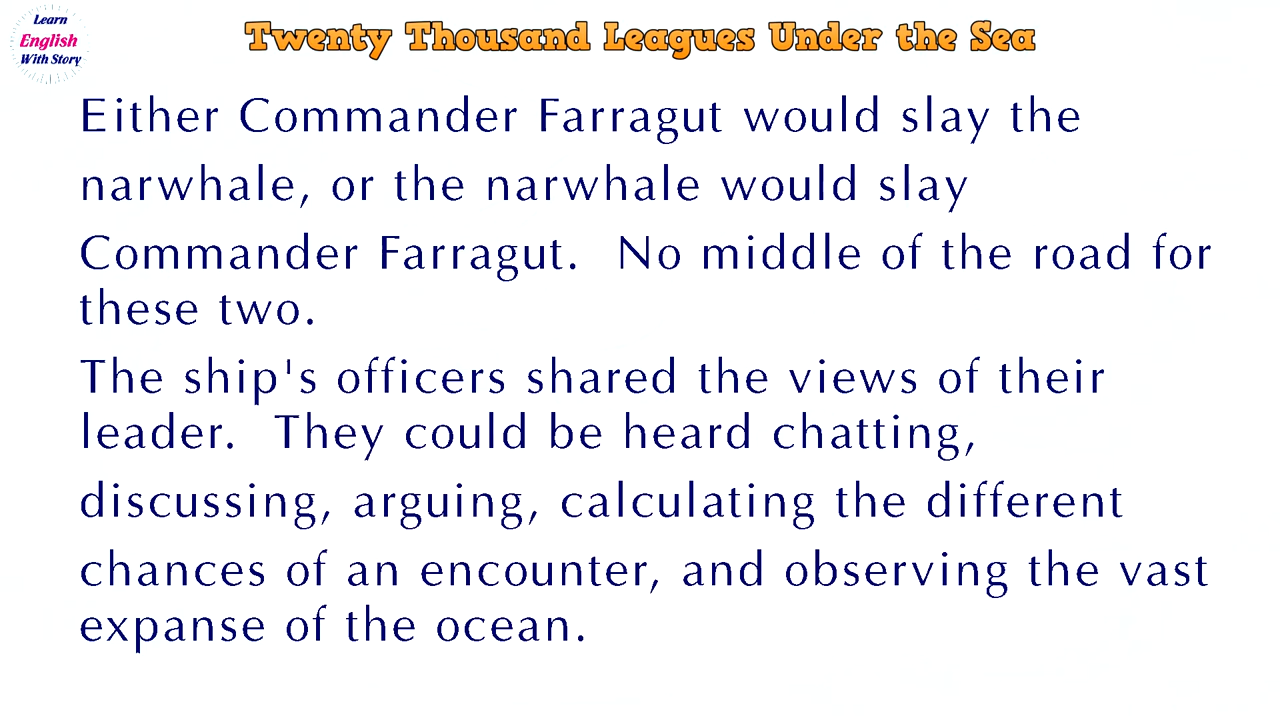 Learn
English
With Story
Twenty Thousand Leagues Under the Sea
Either Commander Farragut would slay the
narwhale, or the narwhale would slay
Commander Farragut.  No middle of the road for
these two.
The ship's officers shared the views of their
leader.  They could be heard chatting,
discussing, arguing, calculating the different
chances of an encounter, and observing the vast
expanse of the ocean.